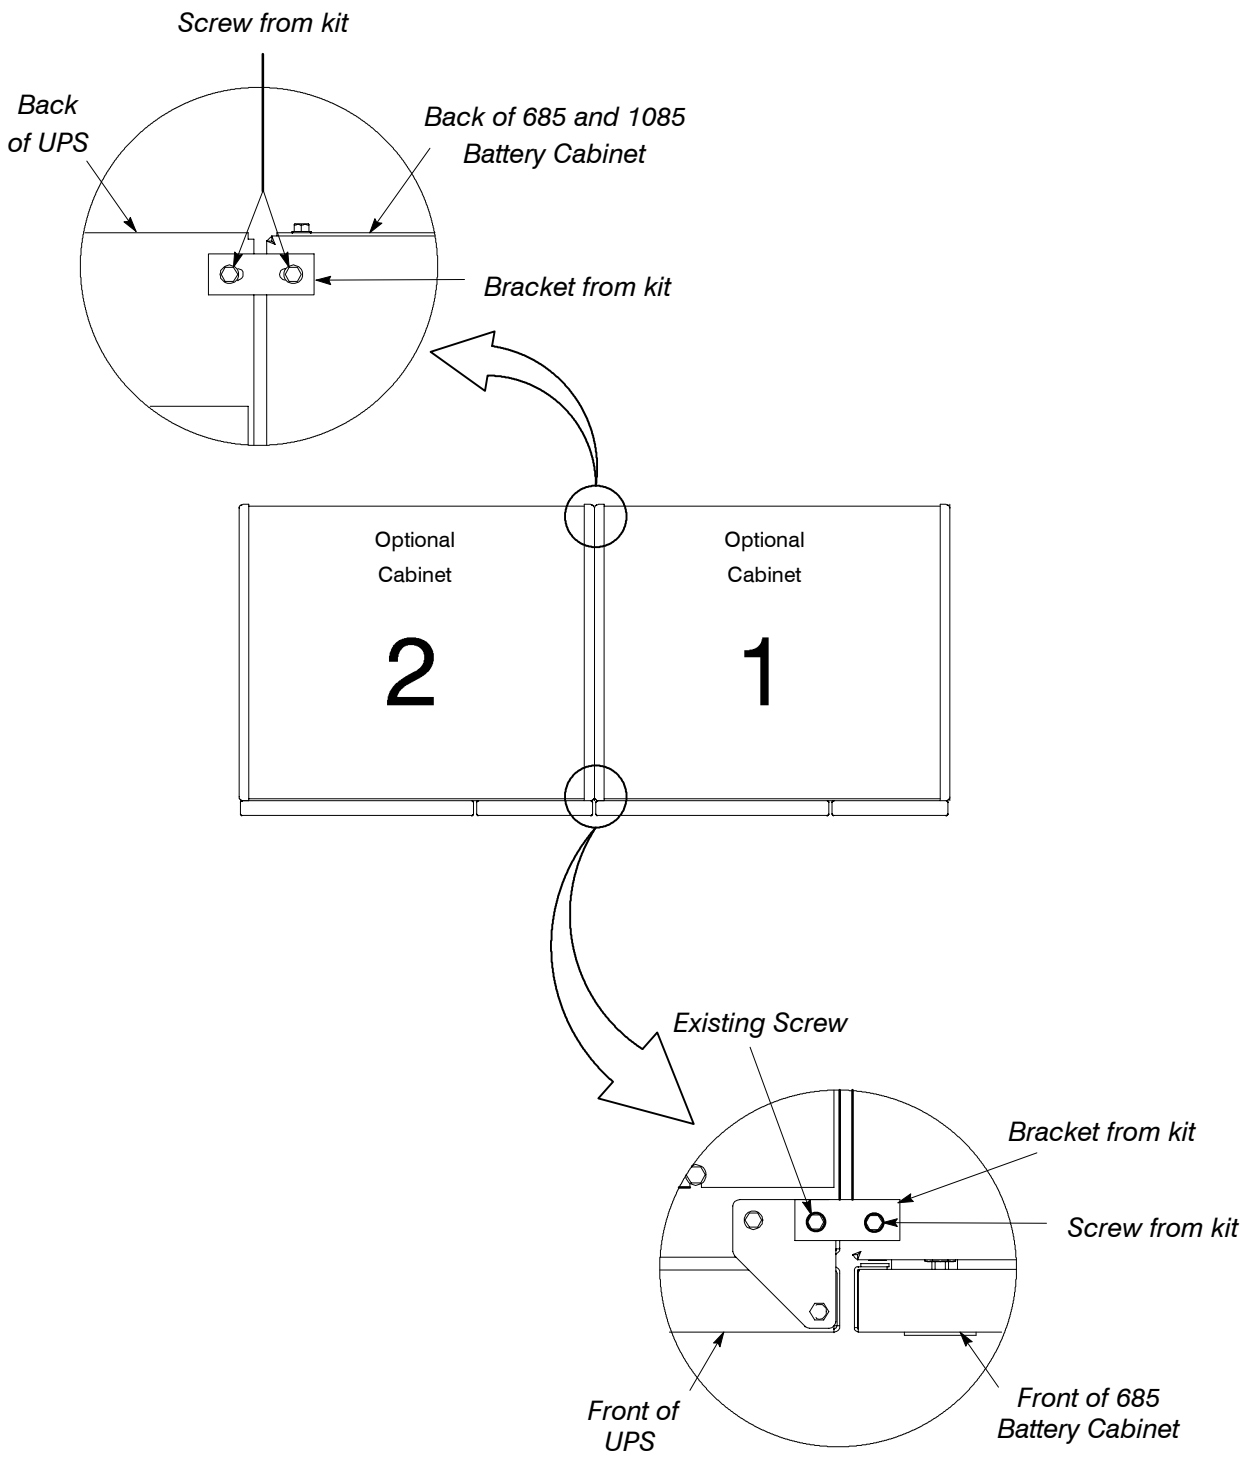 Screw from kit
Back
of UPS
Back of 685 and 1085
Battery Cabinet
Bracket from kit
Optional
Cabinet
2
Optional
Cabinet
1
Existing Screw
Bracket from kit
Screw from kit
Front of
UPS
Front of 685
Battery Cabinet